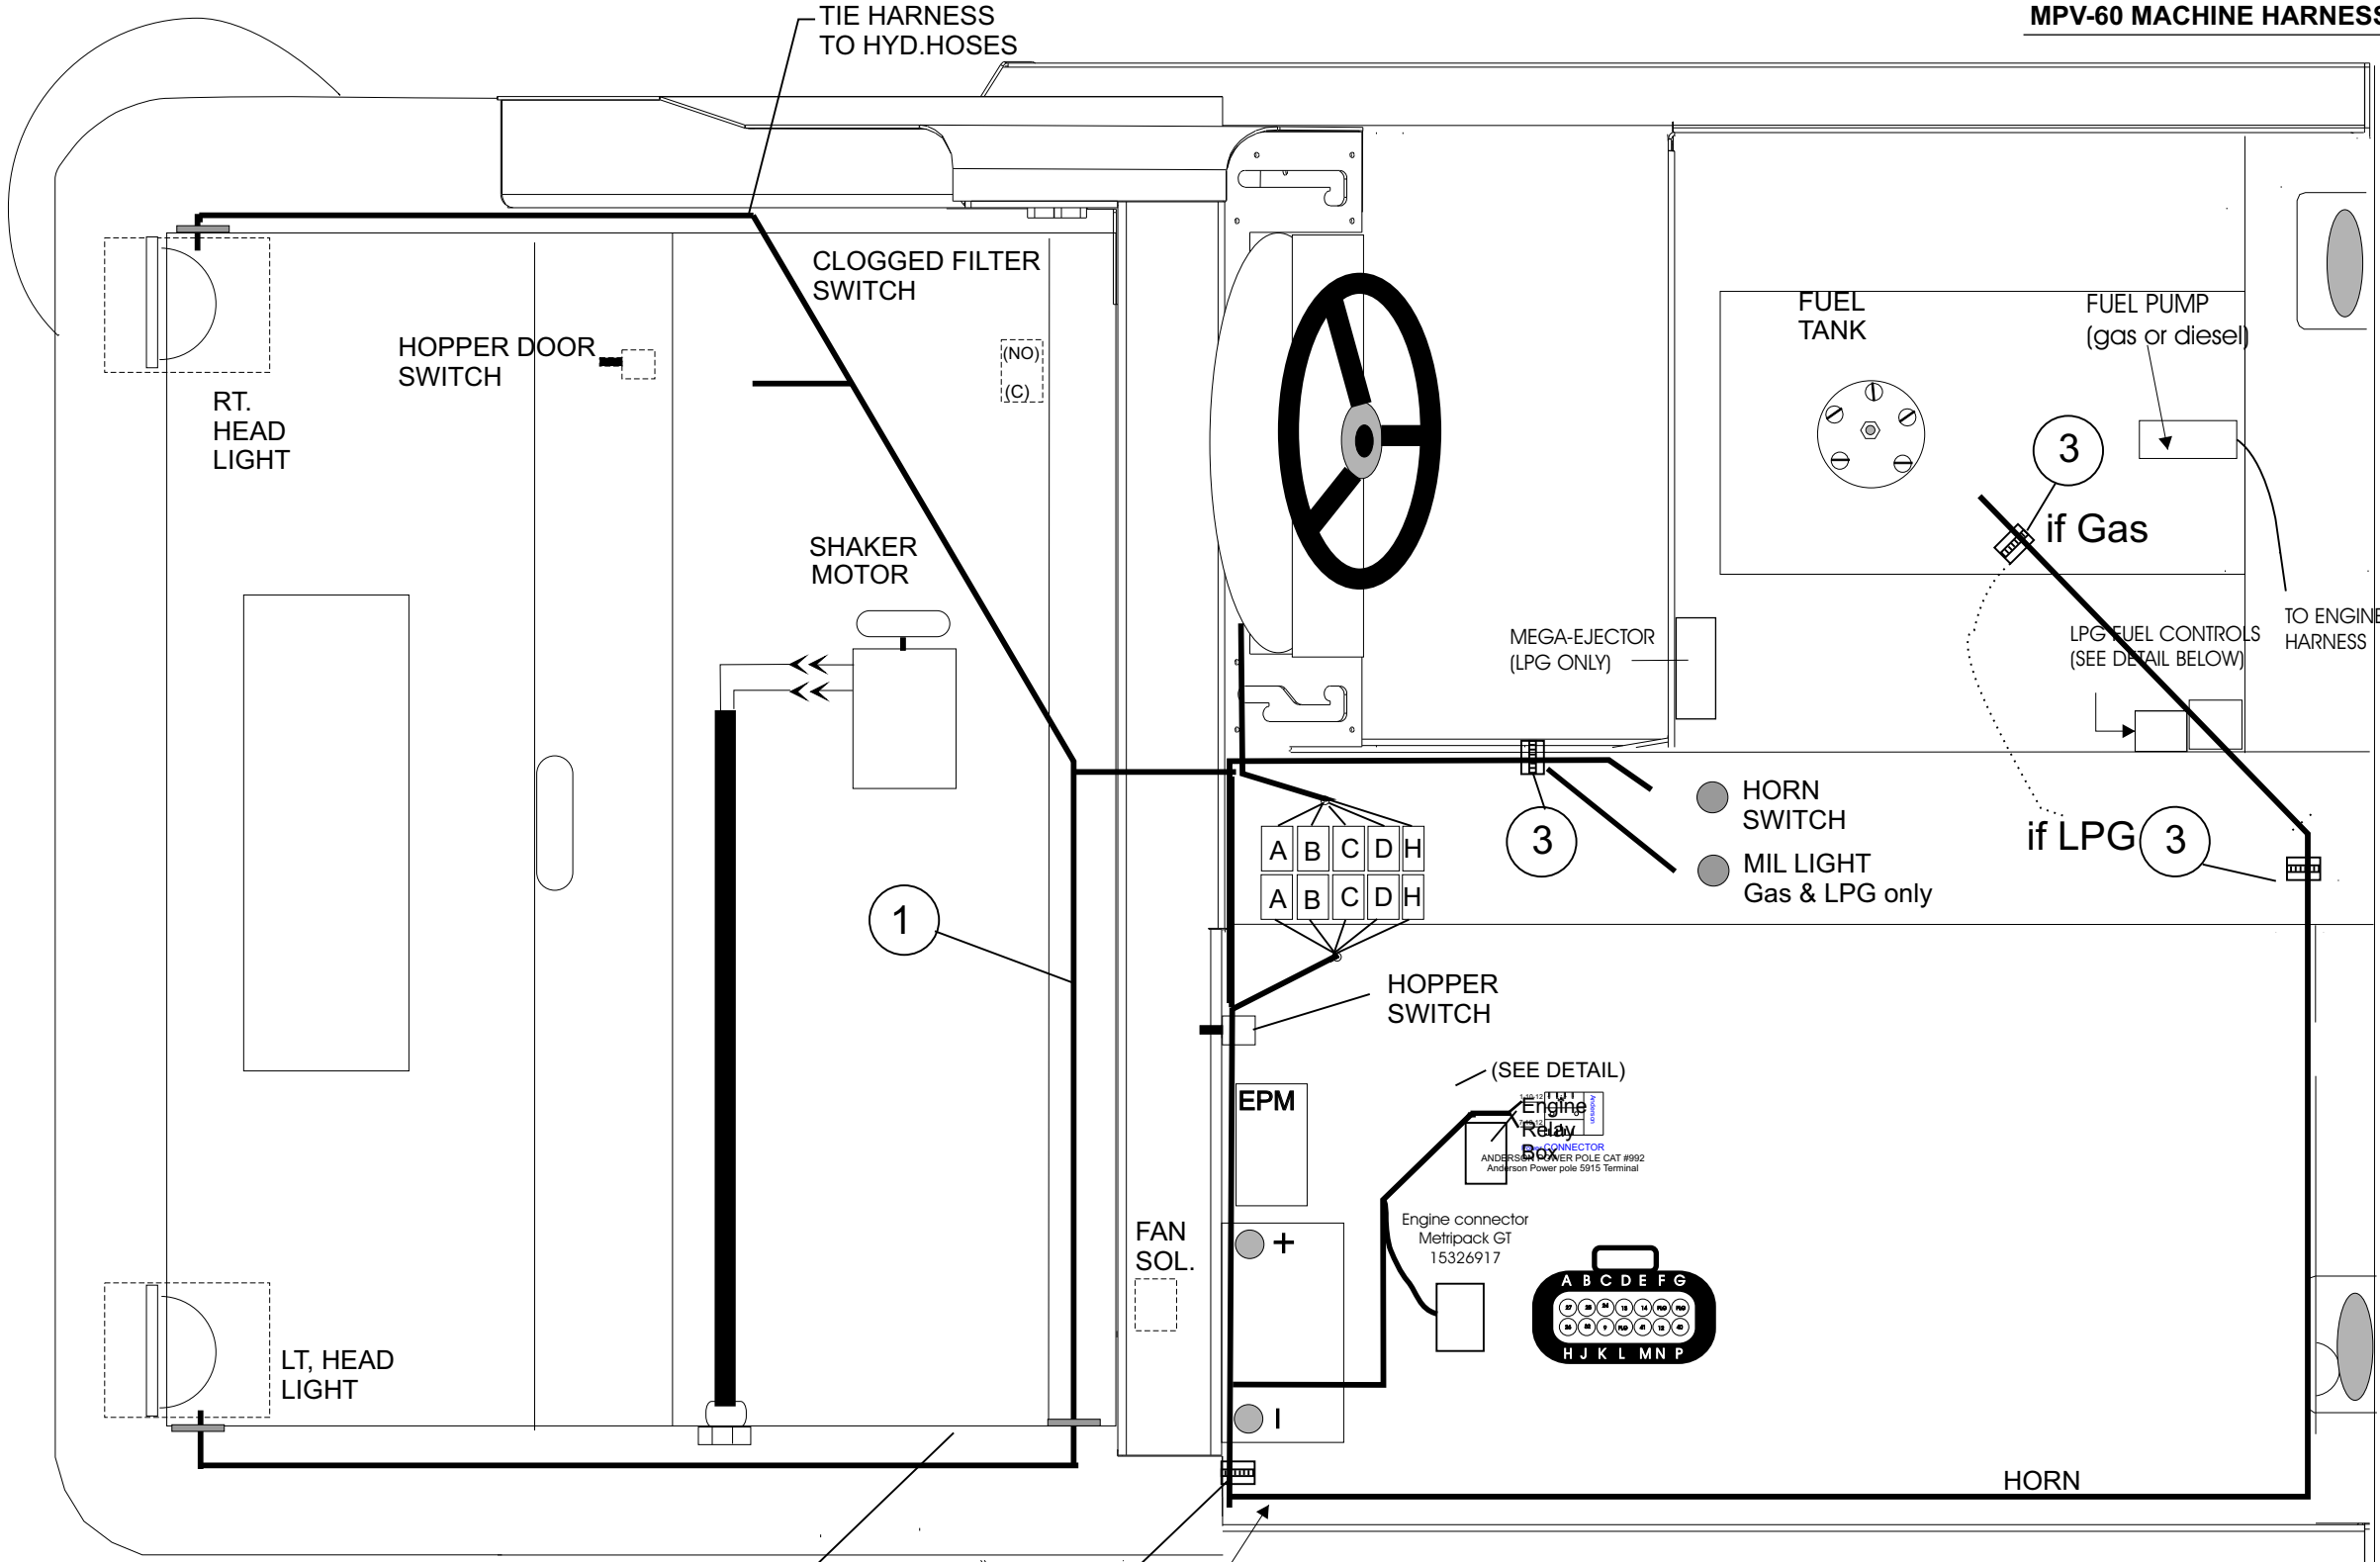 TIE HARNESS
TO HYD.HOSES
MPV-60 MACHINE HARNESS
CLOGGED FILTER
SWITCH
(NO)
(C)
HOPPER DOOR
SWITCH
RT.
HEAD
LIGHT
FUEL
TANK
FUEL PUMP
(gas or diesel)
3
if Gas
SHAKER
MOTOR
MEGA-EJECTOR
(LPG ONLY)
LPG FUEL CONTROLS
(SEE DETAIL BELOW)
TO ENGINE
HARNESS
HORN
SWITCH
MIL LIGHT
Gas & LPG only
3
if LPG
3
A B C D H
A B C D H
1
HOPPER
SWITCH
(SEE DETAIL)
EPM
Engine
Relay
Box
Anderson
CONNECTOR
ANDERSON POWER POLE CAT #992
Anderson Power pole 5915 Terminal
FAN
SOL.
+
Engine connector
Metripack GT
15326917
A B C D E F G
H J K L M N P
LT, HEAD
LIGHT
HORN